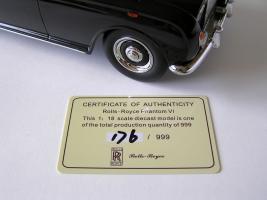 CERTIFICATE OF AUTHENTICITY
Rolls-Royce Phantom VI
This 1:18 scale diecast model is one
of the total production quantity of 999
176 / 999
Rolls-Royce